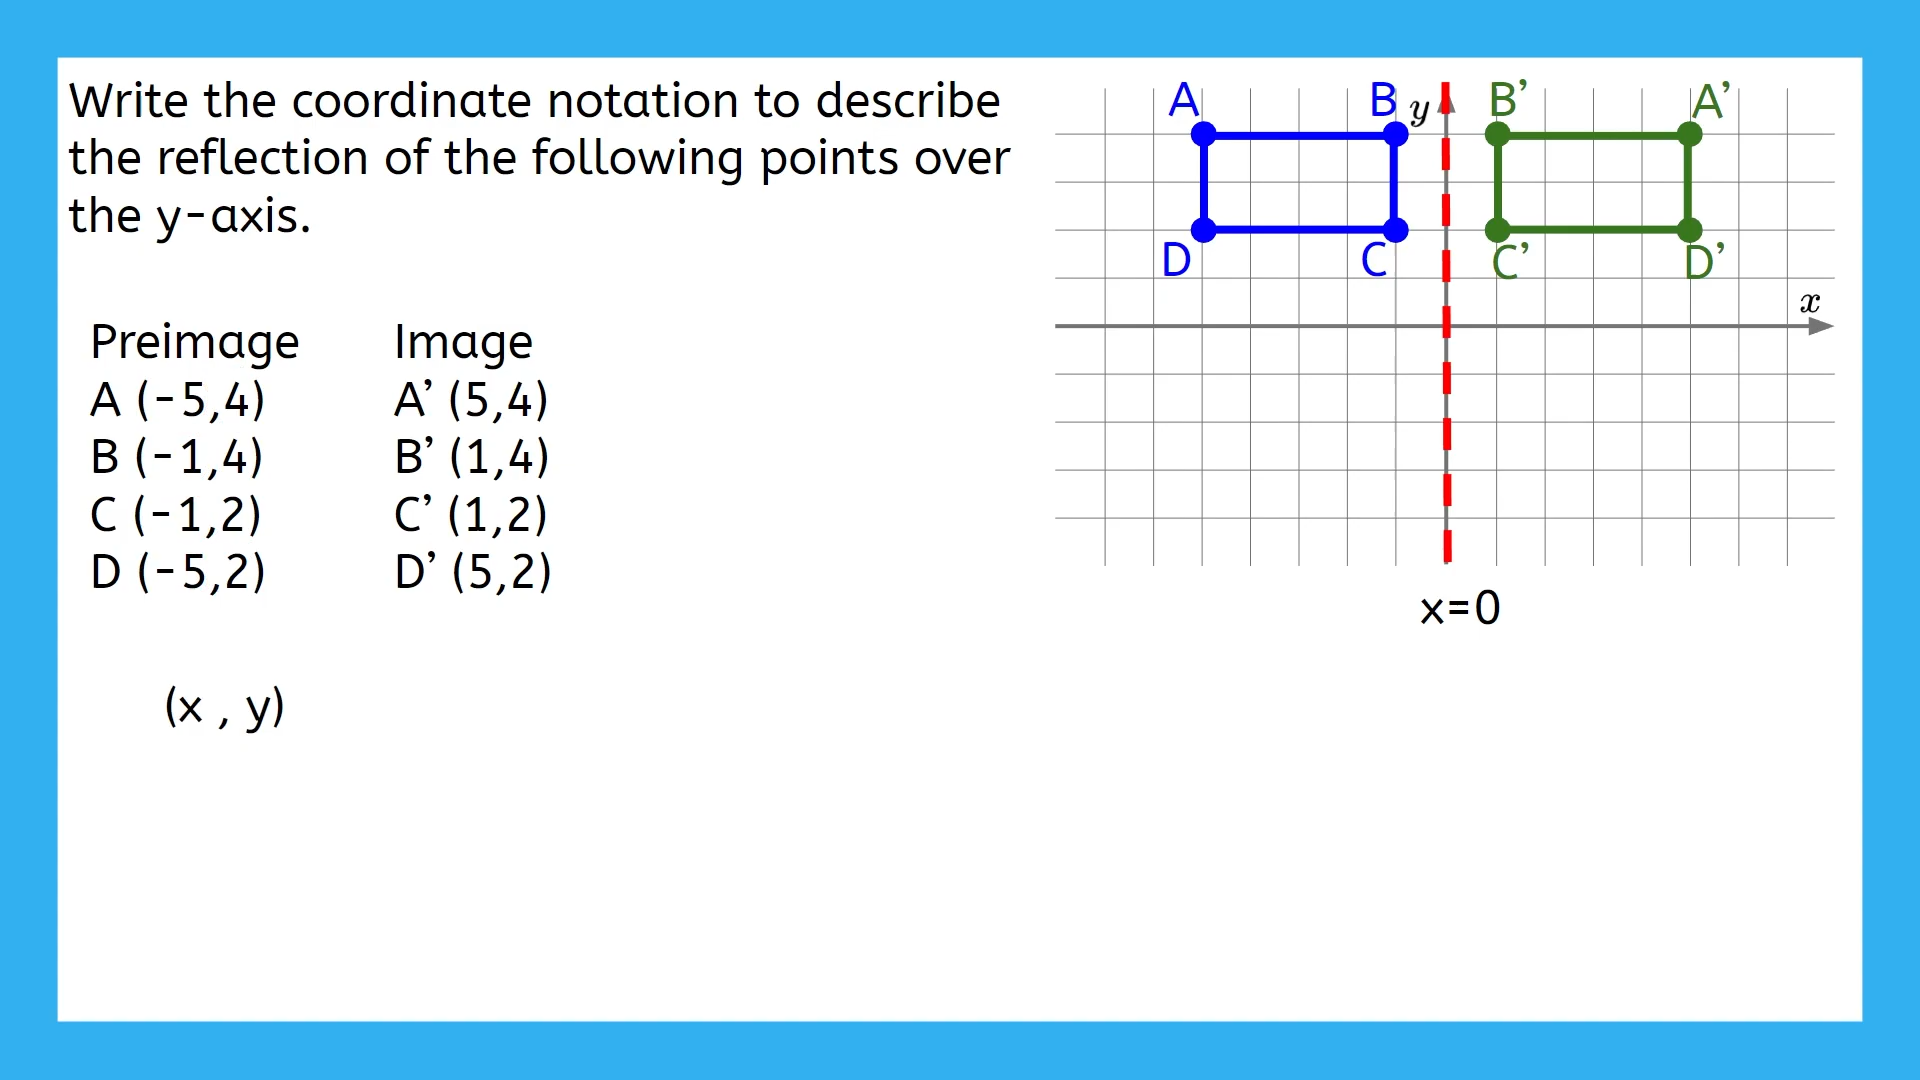 Write the coordinate notation to describe
the reflection of the following points over
the y-axis.
Preimage Image
A (-5,4) A’ (5,4)
B (-1,4) B’ (1,4)
C (-1,2) C’ (1,2)
D (-5,2) D’ (5,2)
(x , y)
A B y B’ A’
D C C’ D’
x
x=0